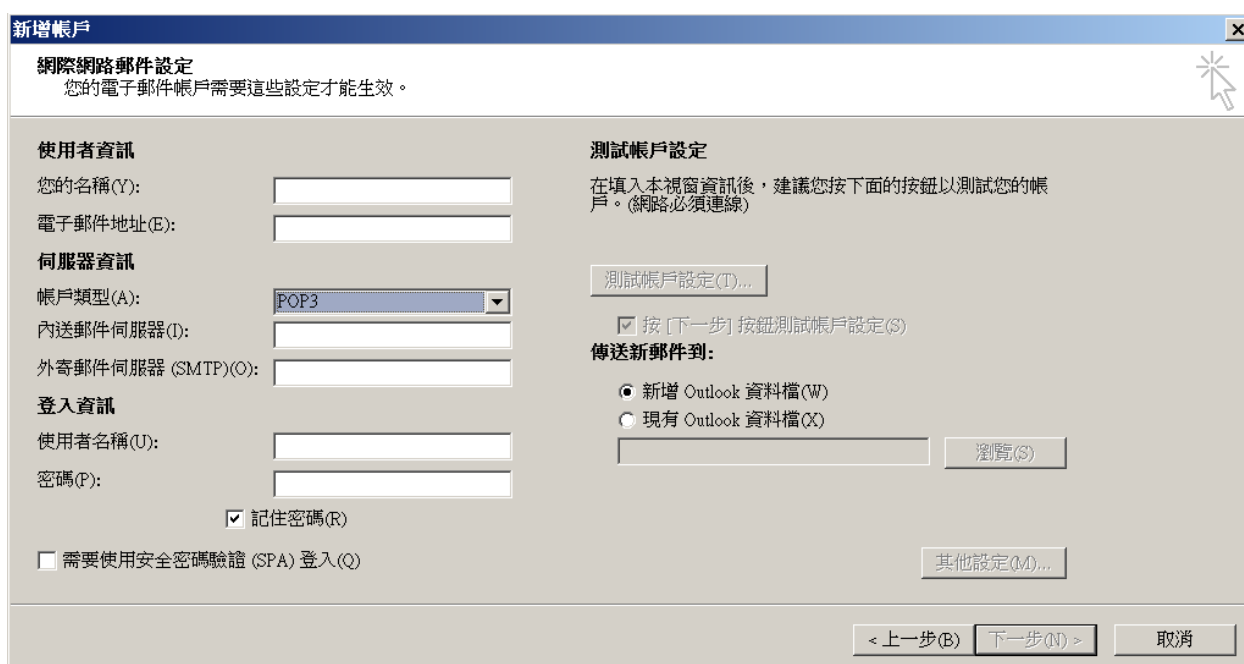 新增帳戶
網際網路郵件設定
您的電子郵件帳戶需要這些設定才能生效。
使用者資訊
您的名稱(Y):
電子郵件地址(E):
伺服器資訊
帳戶類型(A):
POP3
內送郵件伺服器(I):
外寄郵件伺服器 (SMTP)(O):
登入資訊
使用者名稱(U):
密碼(P):
記住密碼(R)
需要使用安全密碼驗證 (SPA) 登入(Q)
測試帳戶設定
在填入本視窗資訊後，建議您按下面的按鈕以測試您的帳
戶。(網路必須連線)
測試帳戶設定(T)...
按 [下一步] 按鈕測試帳戶設定(S)
傳送新郵件到:
新增 Outlook 資料檔(W)
現有 Outlook 資料檔(X)
瀏覽(S)
其他設定(M)...
< 上一步(B)
下一步(N) >
取消